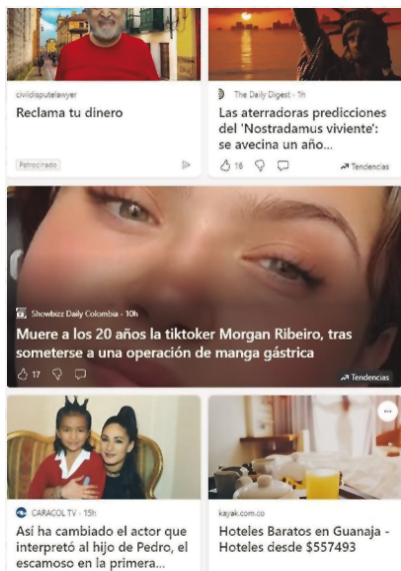 civildisputelawyer
Reclama tu dinero
Patrocinado
The Daily Digest · 1h
Las aterradoras predicciones
del 'Nostradamus viviente':
se avecina un año...
16
Tendencias
Showbizz Daily Colombia · 10h
Muere a los 20 años la tiktoker Morgan Ribeiro, tras
someterse a una operación de manga gástrica
17
Tendencias
CARACOL TV · 15h
Así ha cambiado el actor que
interpretó al hijo de Pedro, el
escamoso en la primera...
kayak.com.co
Hoteles Baratos en Guanaja -
Hoteles desde $557493